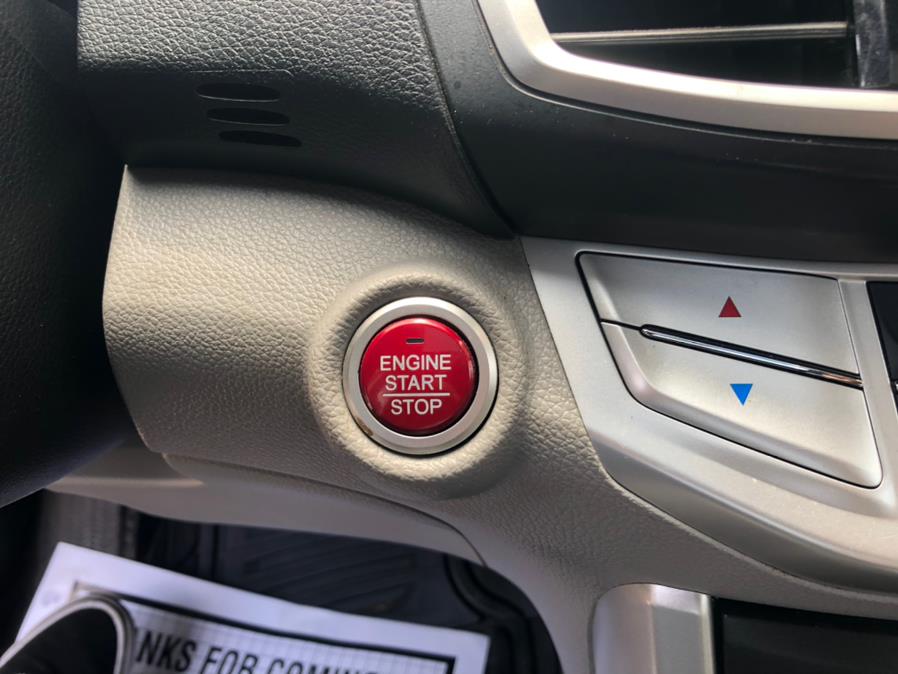 ENGINE
START
STOP
NKS FOR COMING